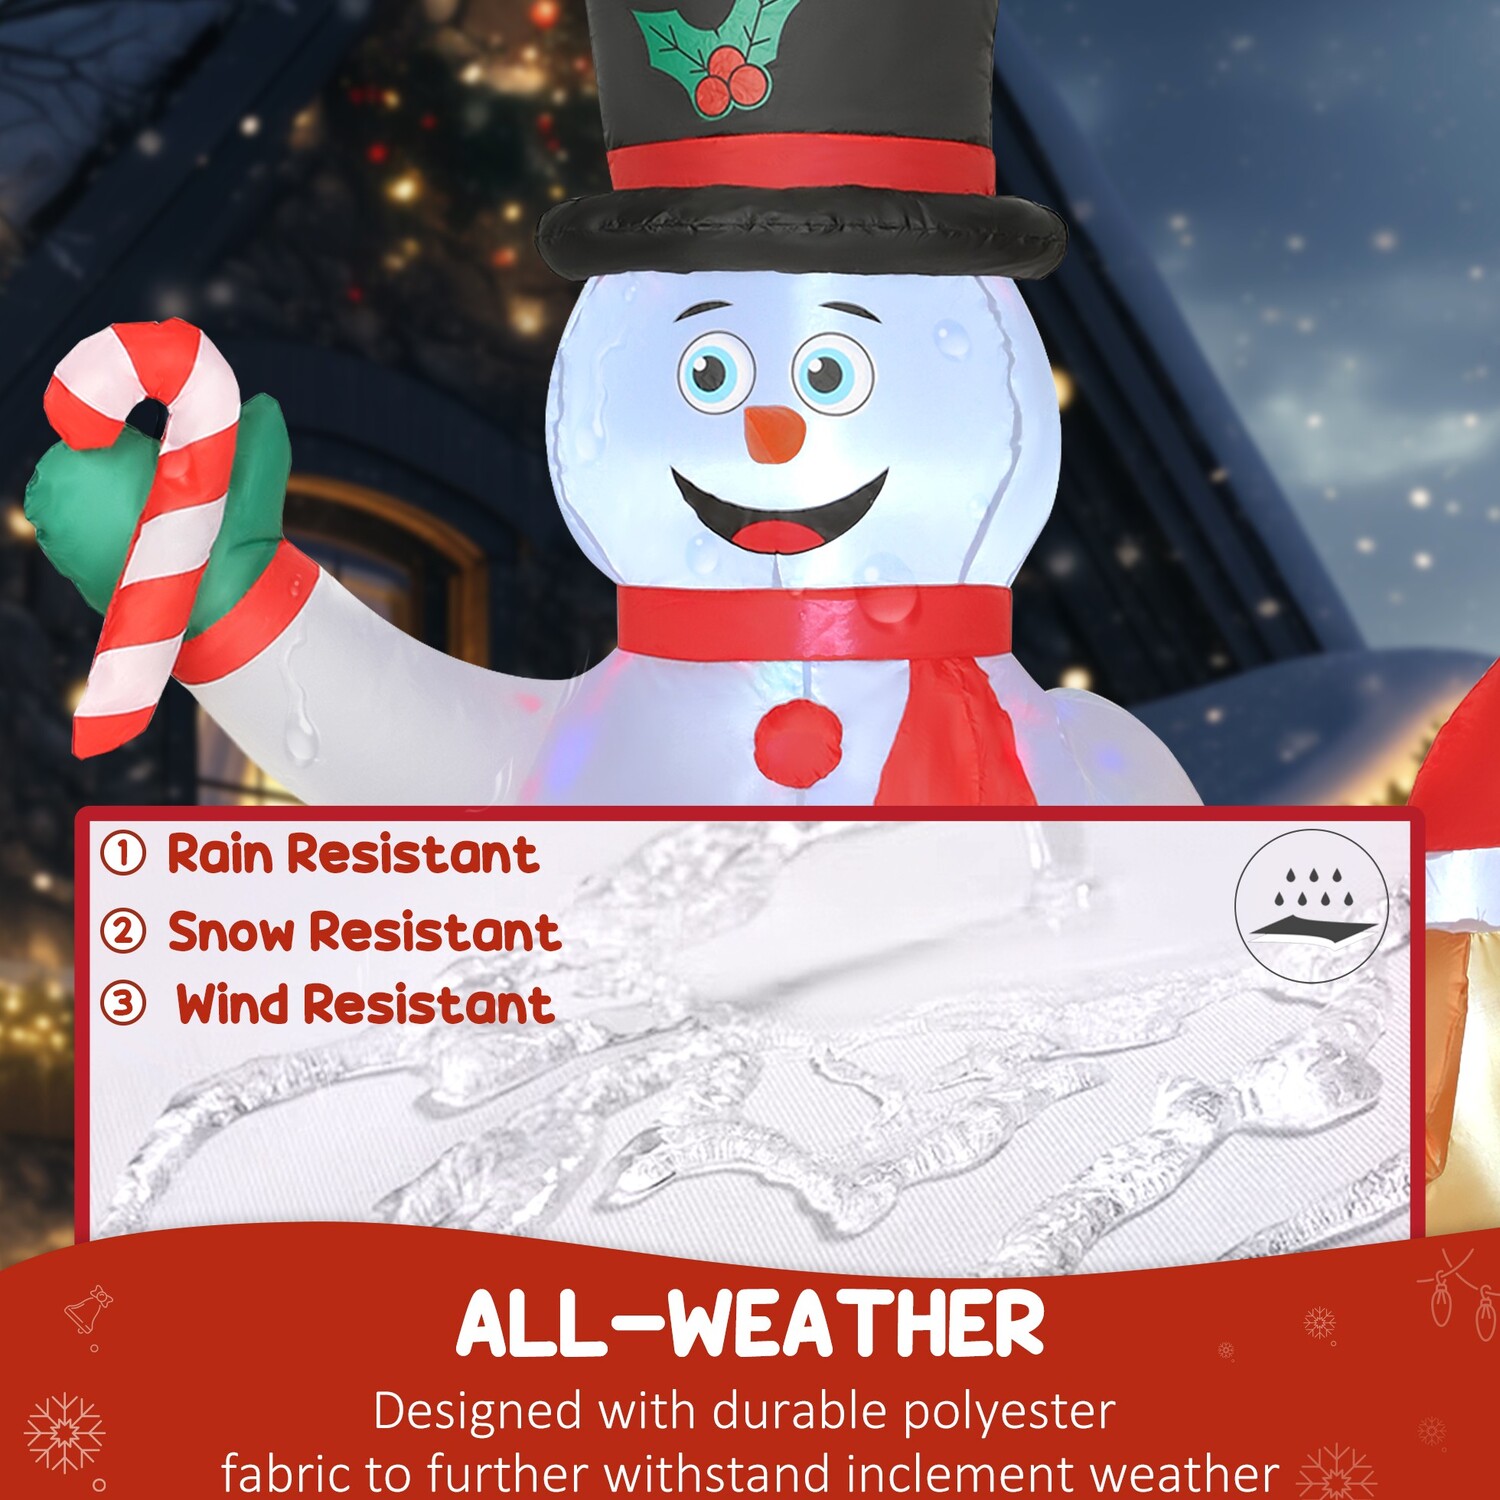 ① Rain Resistant
② Snow Resistant
③ Wind Resistant
ALL-WEATHER
Designed with durable polyester
fabric to further withstand inclement weather